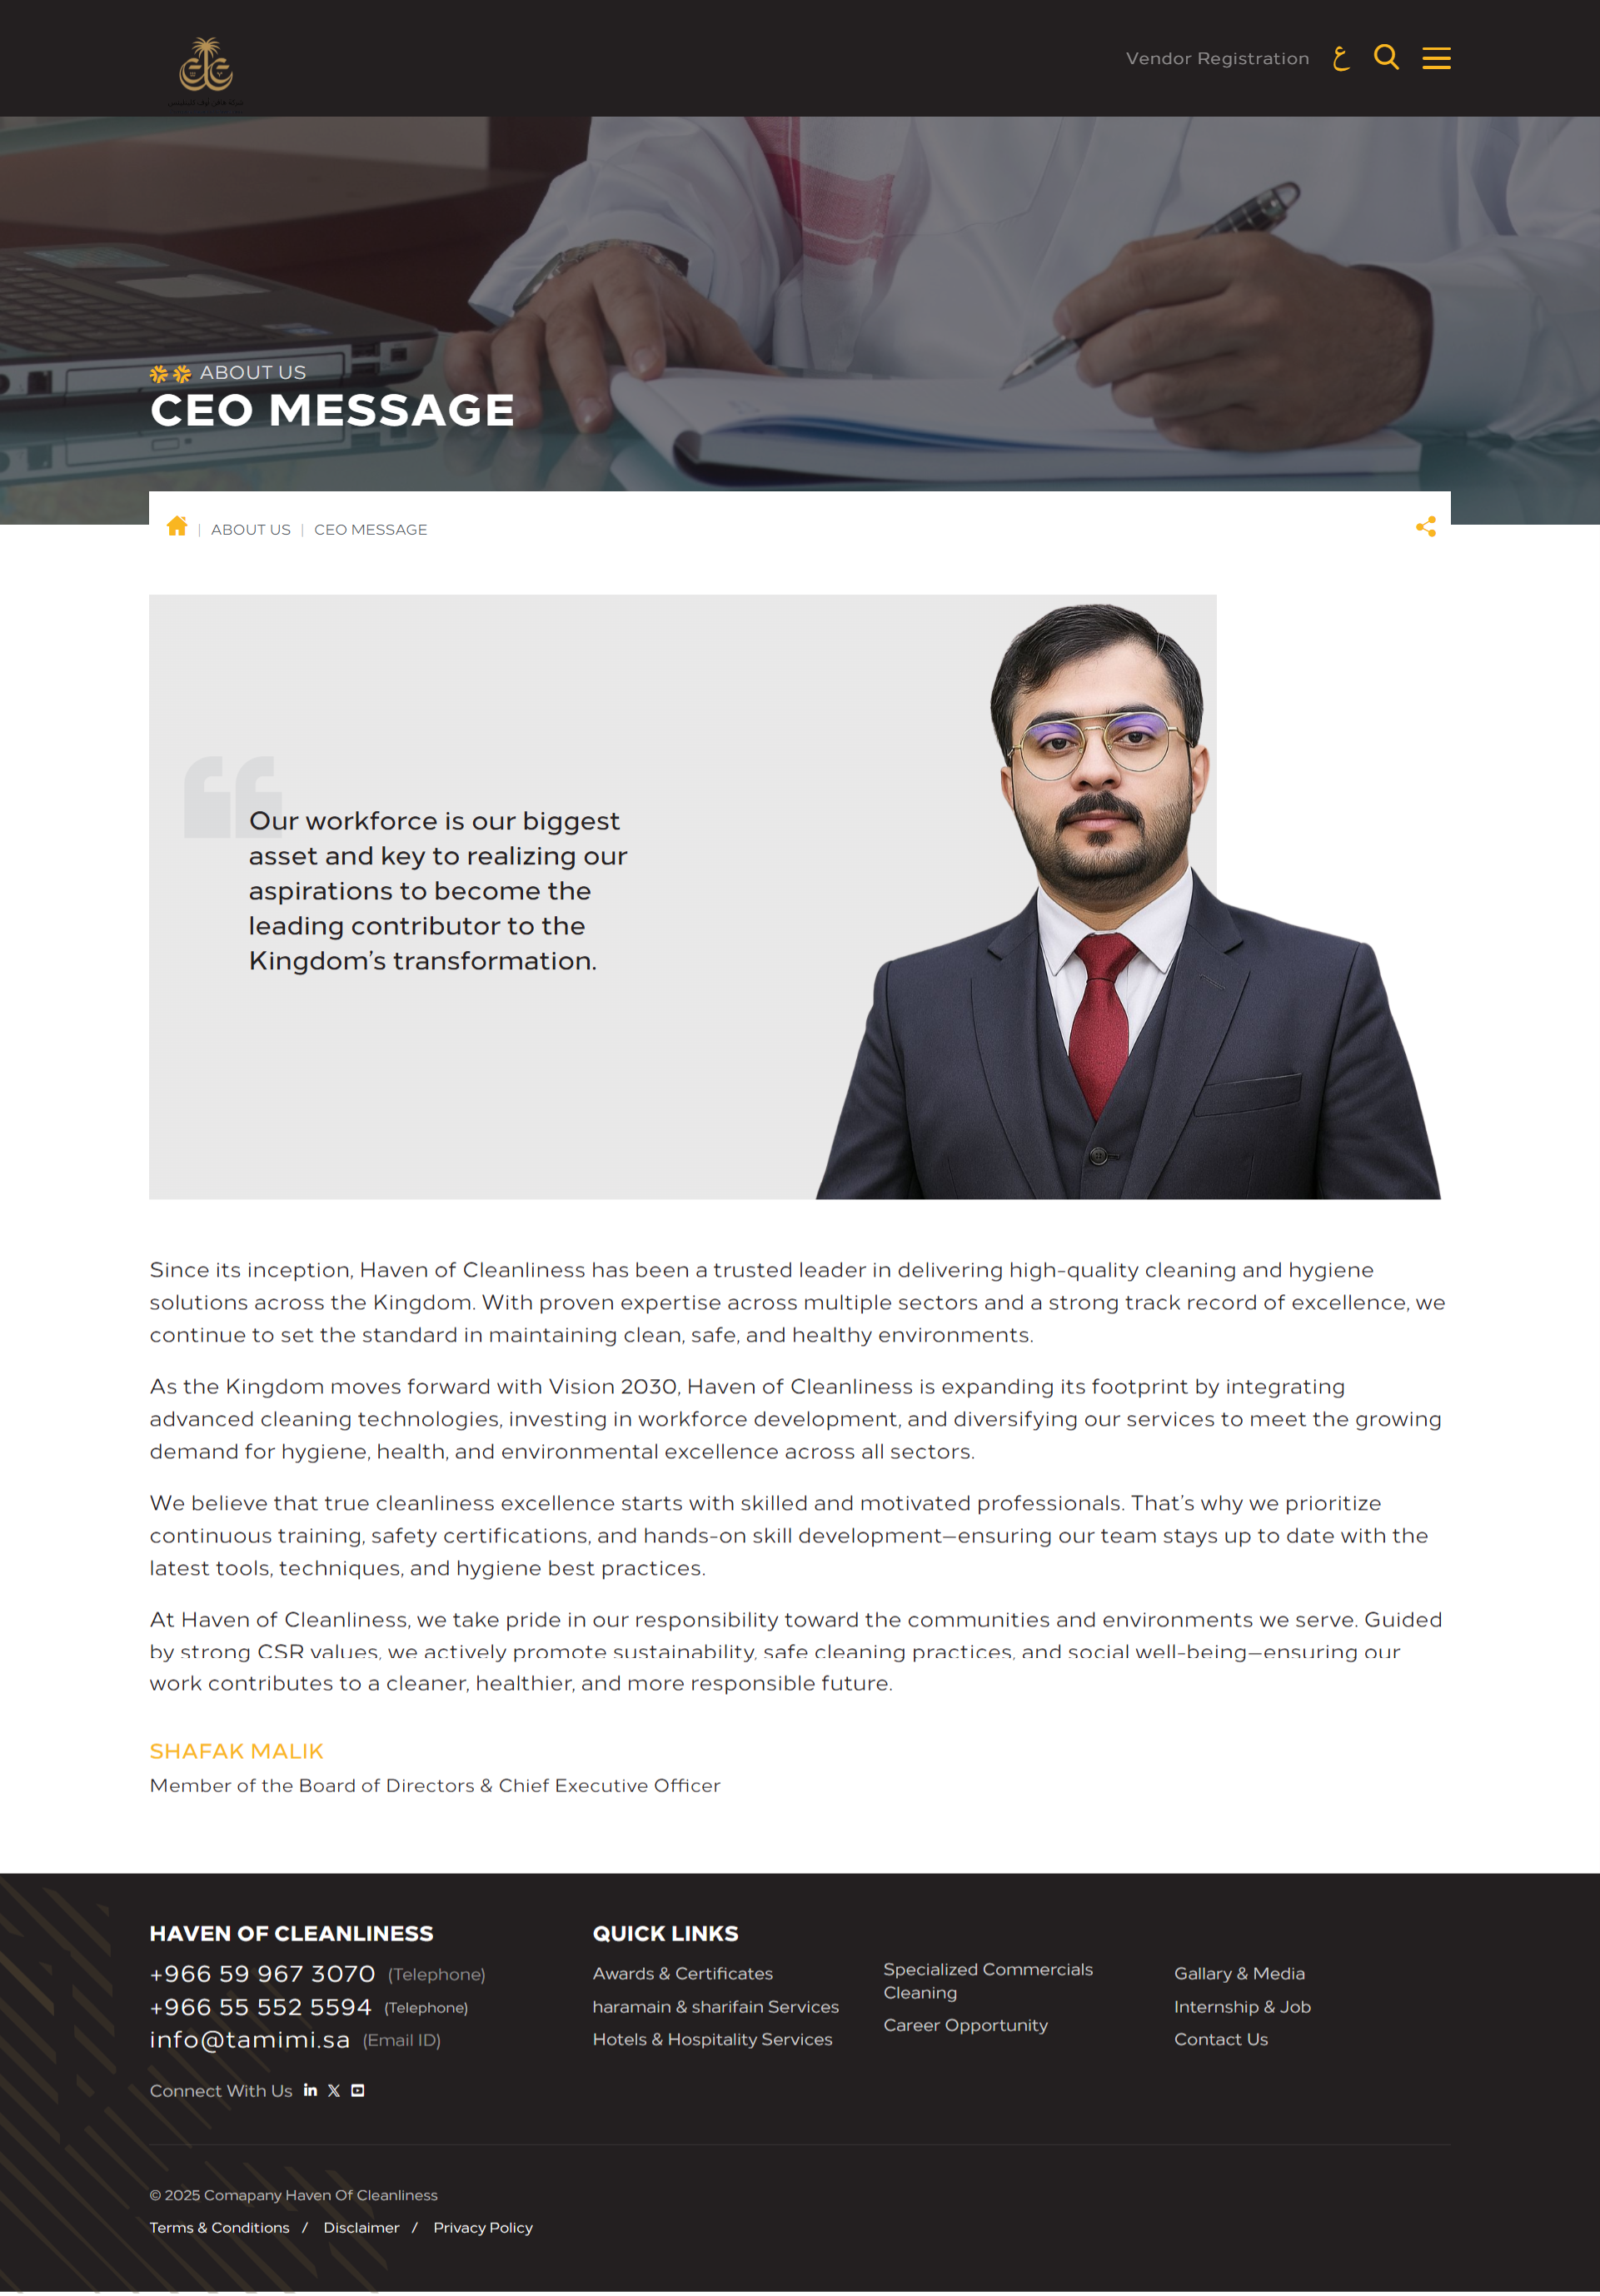 Vendor Registration ع
ABOUT US
CEO MESSAGE
ABOUT US | CEO MESSAGE
Our workforce is our biggest
asset and key to realizing our
aspirations to become the
leading contributor to the
Kingdom’s transformation.
Since its inception, Haven of Cleanliness has been a trusted leader in delivering high-quality cleaning and hygiene
solutions across the Kingdom. With proven expertise across multiple sectors and a strong track record of excellence, we
continue to set the standard in maintaining clean, safe, and healthy environments.
As the Kingdom moves forward with Vision 2030, Haven of Cleanliness is expanding its footprint by integrating
advanced cleaning technologies, investing in workforce development, and diversifying our services to meet the growing
demand for hygiene, health, and environmental excellence across all sectors.
We believe that true cleanliness excellence starts with skilled and motivated professionals. That’s why we prioritize
continuous training, safety certifications, and hands-on skill development—ensuring our team stays up to date with the
latest tools, techniques, and hygiene best practices.
At Haven of Cleanliness, we take pride in our responsibility toward the communities and environments we serve. Guided
by strong CSR values, we actively promote sustainability, safe cleaning practices, and social well-being—ensuring our
work contributes to a cleaner, healthier, and more responsible future.
SHAFAK MALIK
Member of the Board of Directors & Chief Executive Officer
HAVEN OF CLEANLINESS
+966 59 967 3070 (Telephone)
+966 55 552 5594 (Telephone)
info@tamimi.sa (Email ID)
Connect With Us in X
QUICK LINKS
Awards & Certificates
haramain & sharifain Services
Hotels & Hospitality Services
Specialized Commercials
Cleaning
Career Opportunity
Gallary & Media
Internship & Job
Contact Us
© 2025 Comapany Haven Of Cleanliness
Terms & Conditions / Disclaimer / Privacy Policy